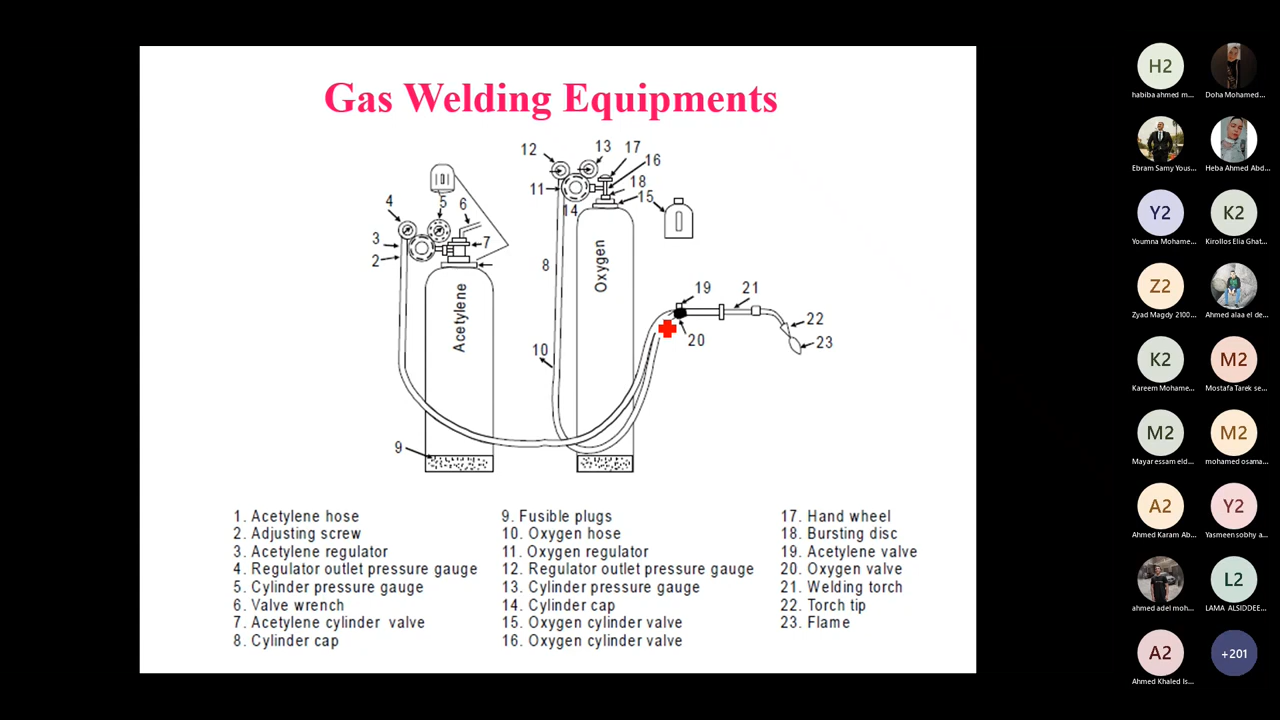 Gas Welding Equipments
12
13
17
16
11
18
15
14
5
6
4
3
2
7
8
Oxygen
Acetylene
19
21
22
23
20
10
9
1. Acetylene hose
2. Adjusting screw
3. Acetylene regulator
4. Regulator outlet pressure gauge
5. Cylinder pressure gauge
6. Valve wrench
7. Acetylene cylinder valve
8. Cylinder cap
9. Fusible plugs
10. Oxygen hose
11. Oxygen regulator
12. Regulator outlet pressure gauge
13. Cylinder pressure gauge
14. Cylinder cap
15. Oxygen cylinder valve
16. Oxygen cylinder valve
17. Hand wheel
18. Bursting disc
19. Acetylene valve
20. Oxygen valve
21. Welding torch
22. Torch tip
23. Flame
H2
habiba ahmed m...
Doha Mohamed...
Ebram Samy Yous...
Heba Ahmed Abd...
Y2
Youmna Mohame...
K2
Kirollos Elia Ghat...
Z2
Zyad Magdy 2100...
Ahmed alaa el de...
K2
Kareem Mohame...
M2
Mostafa Tarek se...
M2
Mayar essam eld...
M2
mohamed osama...
A2
Ahmed Karam Ab...
Y2
Yasmeen sobhy a...
ahmed adel moh...
L2
LAMA ALSIDDEE...
A2
Ahmed Khaled Is...
+201